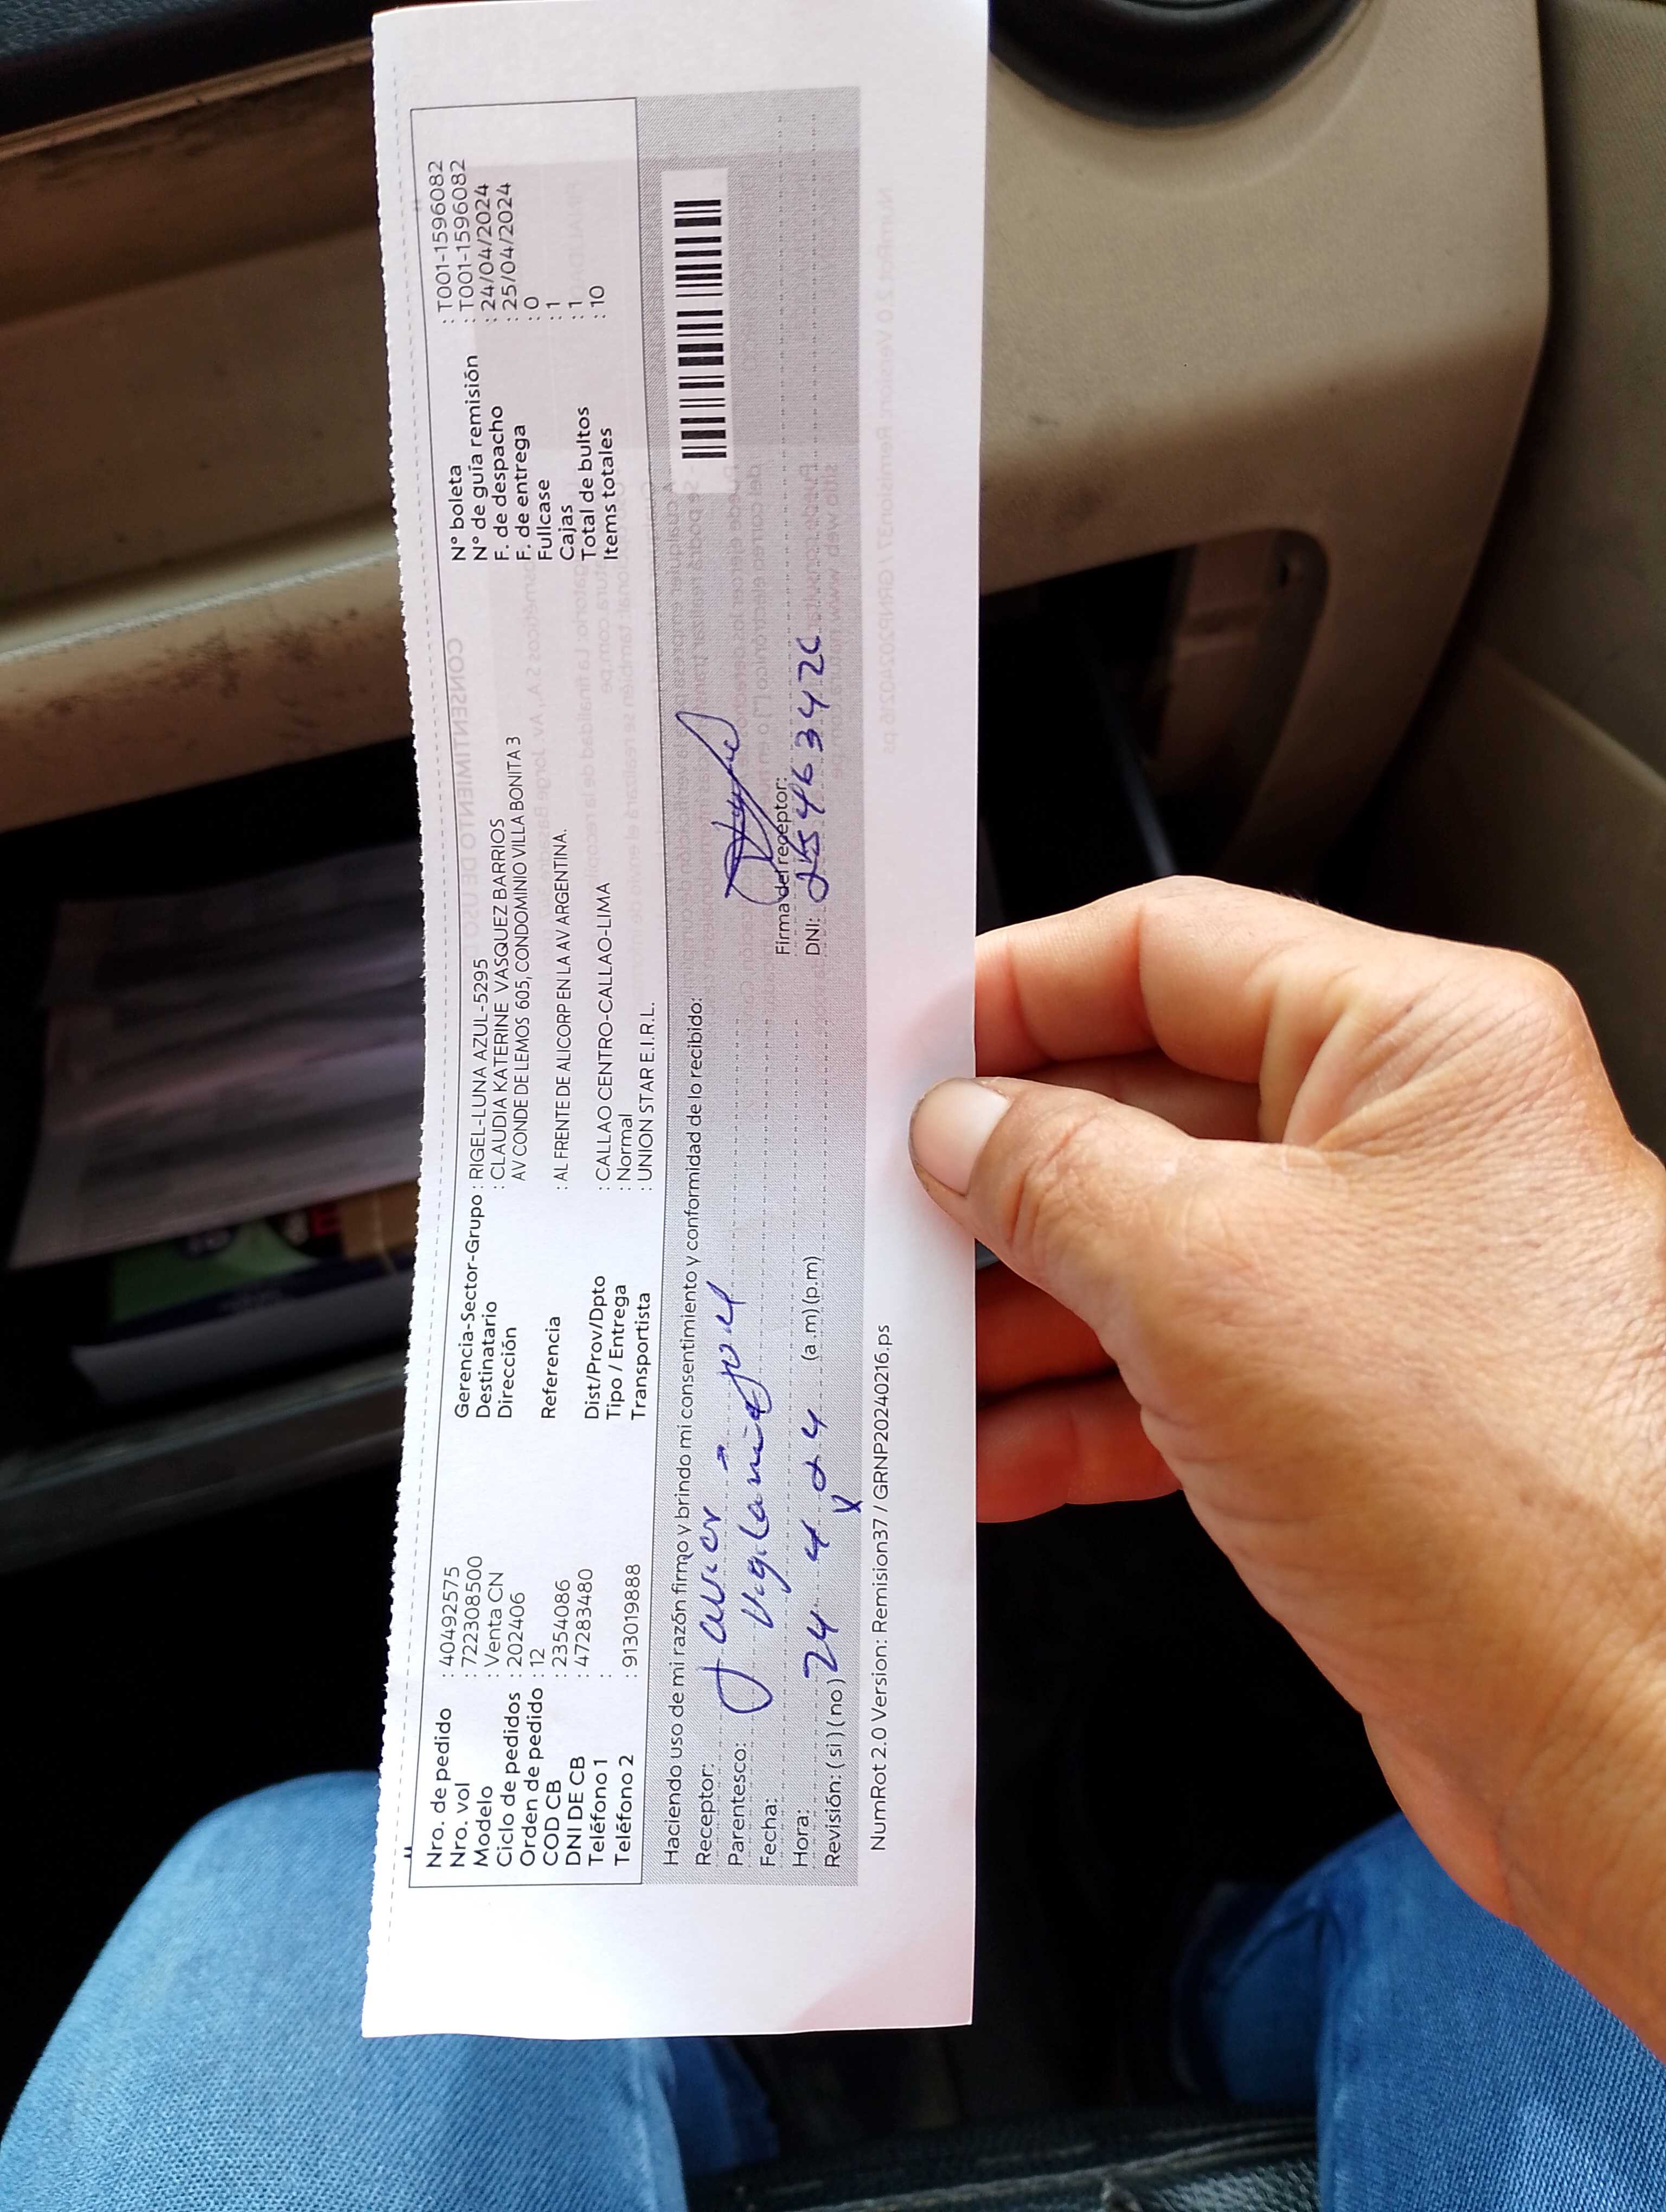 Nro. de pedido : 40492575
Nro. vol : 722308500
Modelo : Venta CN
Ciclo de pedidos : 202406
Orden de pedido : 12
COD CB : 2354086
DNI DE CB : 47283480
Teléfono 1 :
Teléfono 2 : 913019888
Gerencia-Sector-Grupo : RIGEL-LUNA AZUL-5295
Destinatario : CLAUDIA KATERINE VASQUEZ BARRIOS
Dirección AV CONDE DE LEMOS 605, CONDOMINIO VILLA BONITA 3
Referencia : AL FRENTE DE ALICORP EN LA AV ARGENTINA.
Dist/Prov/Dpto : CALLAO CENTRO-CALLAO-LIMA
Tipo / Entrega : Normal
Transportista : UNION STAR E.I.R.L.
N° boleta : T001-1596082
N° de guía remisión : T001-1596082
F. de despacho : 24/04/2024
F. de entrega : 25/04/2024
Fullcase : 0
Cajas : 1
Total de bultos : 1
Items totales : 10
Haciendo uso de mi razón firmo y brindo mi consentimiento y conformidad de lo recibido:
Receptor: Javier
Parentesco: Vigilancia
Fecha: 24 4 24
Hora: (a.m) (p.m)
Revisión: (si) (no)
Firma del receptor:
DNI:
NumRot 2.0 Version: Remision37 / GRNP20240216.ps